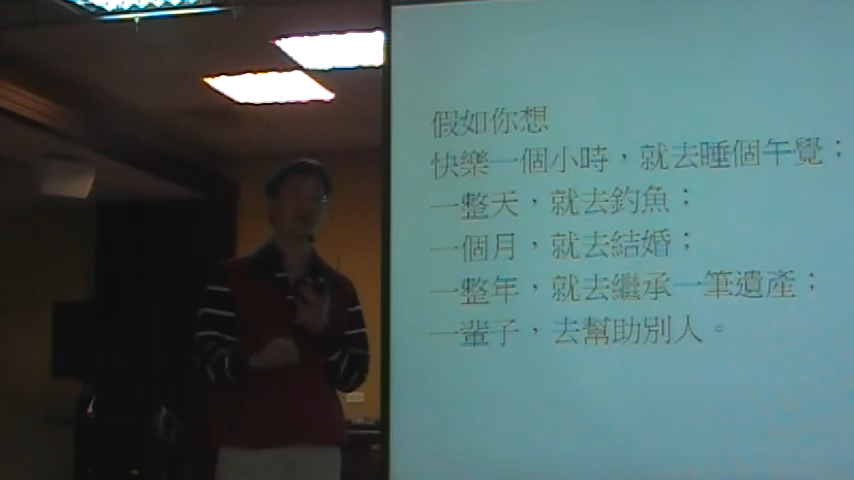 假如你想
快樂一個小時，就去睡個午覺；
一整天，就去釣魚；
一個月，就去結婚；
一整年，就去繼承一筆遺產；
一輩子，去幫助別人。